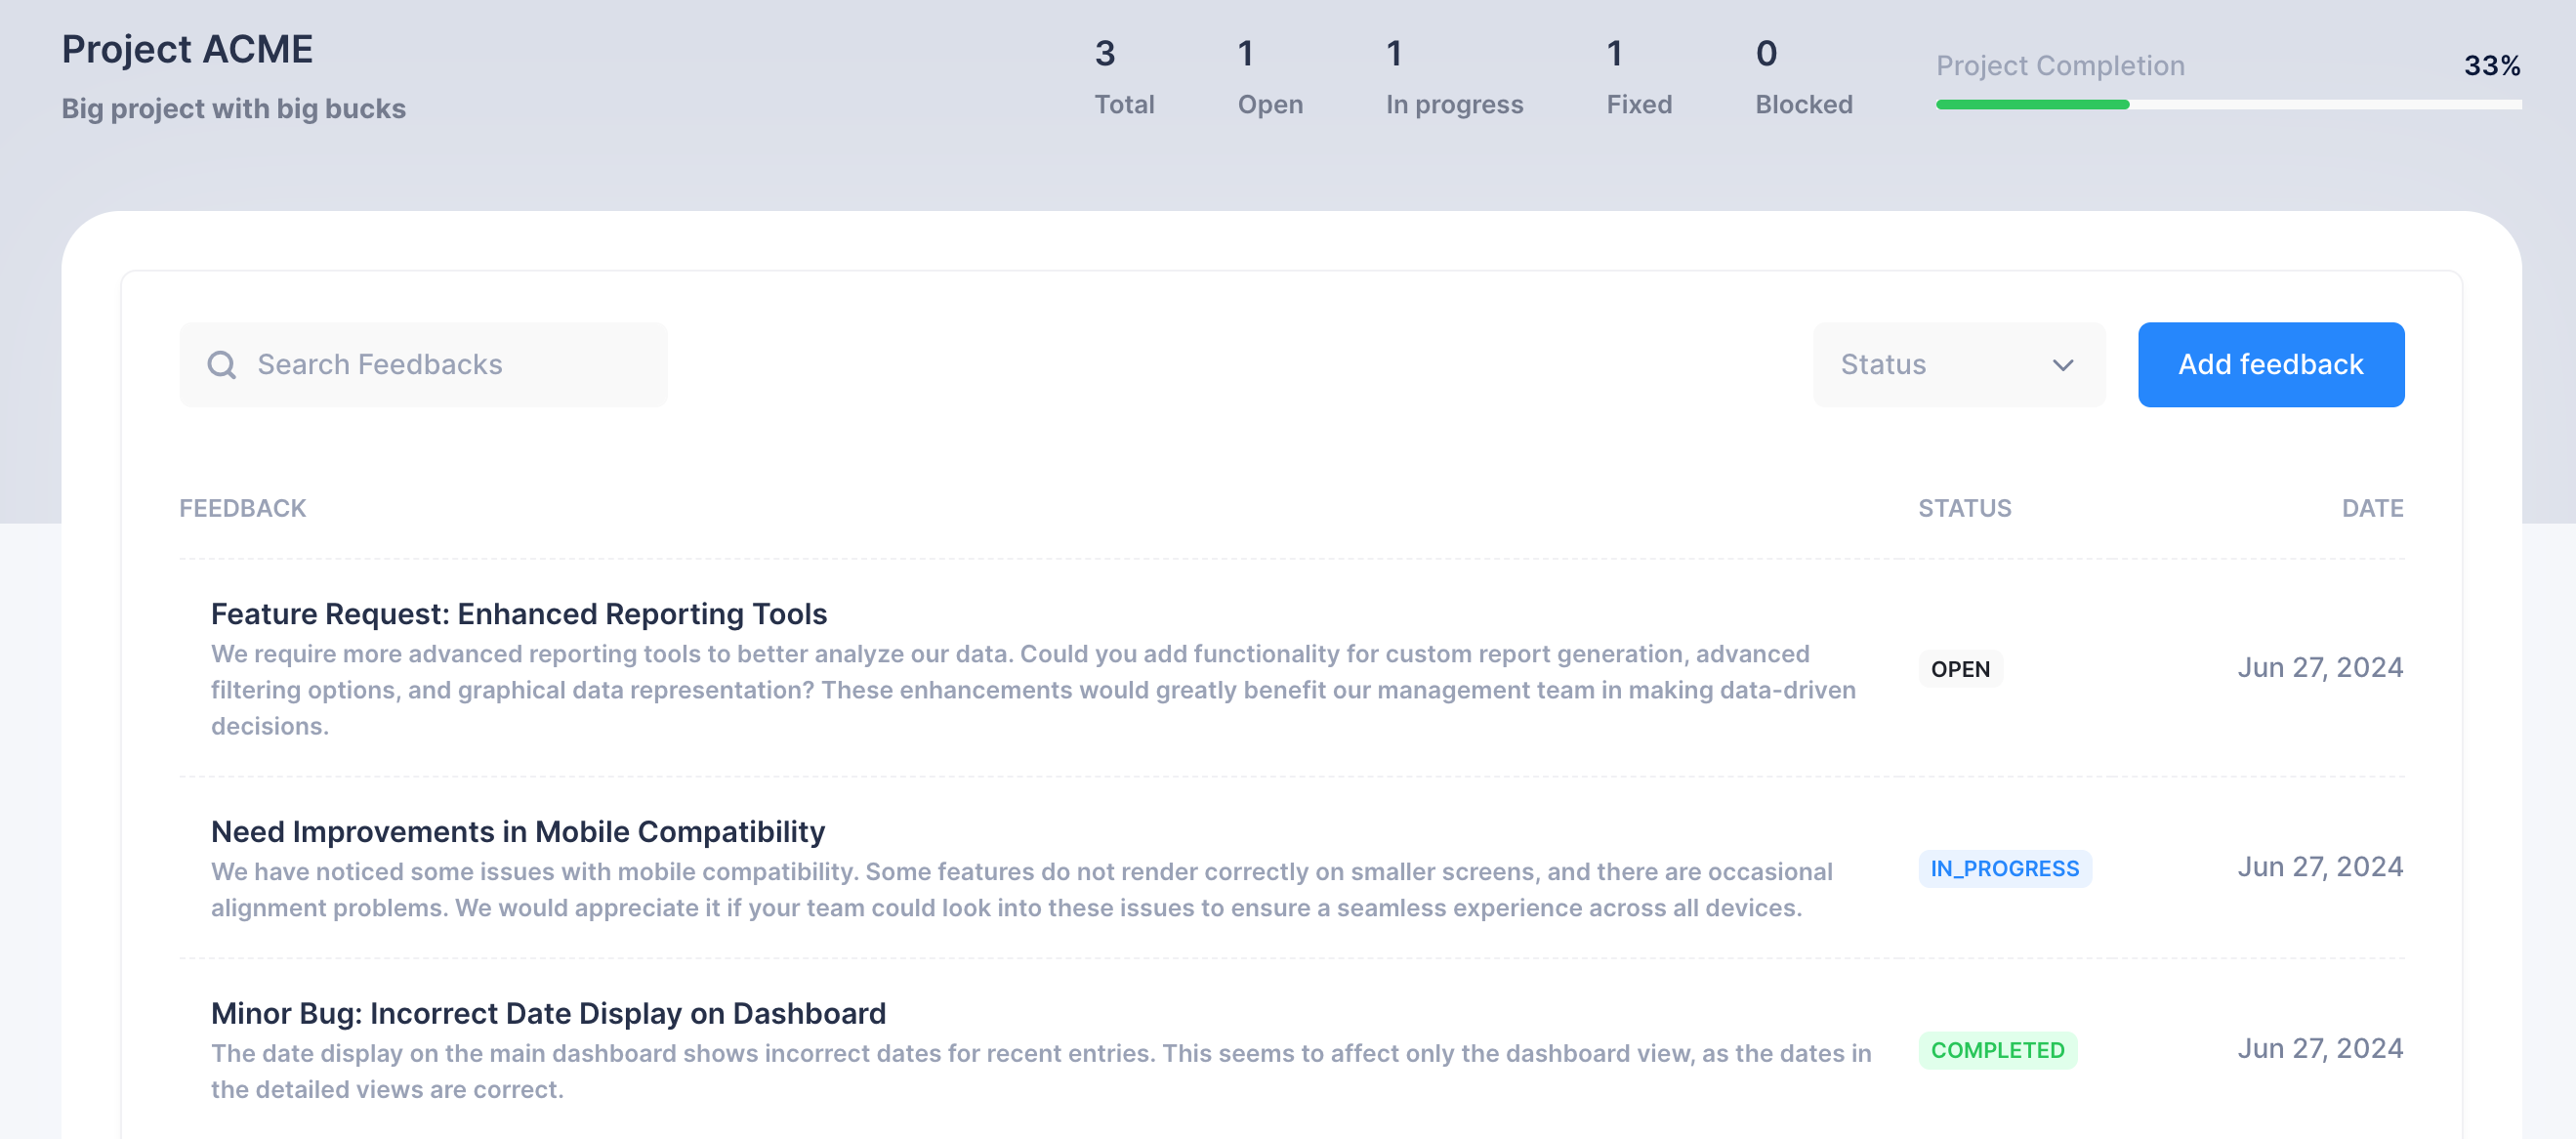 Project ACME
Big project with big bucks
3
Total
1
Open
1
In progress
1
Fixed
0
Blocked
Project Completion
33%
Search Feedbacks
Status
Add feedback
FEEDBACK
STATUS
DATE
Feature Request: Enhanced Reporting Tools
We require more advanced reporting tools to better analyze our data. Could you add functionality for custom report generation, advanced
filtering options, and graphical data representation? These enhancements would greatly benefit our management team in making data-driven
decisions.
OPEN
Jun 27, 2024
Need Improvements in Mobile Compatibility
We have noticed some issues with mobile compatibility. Some features do not render correctly on smaller screens, and there are occasional
alignment problems. We would appreciate it if your team could look into these issues to ensure a seamless experience across all devices.
IN_PROGRESS
Jun 27, 2024
Minor Bug: Incorrect Date Display on Dashboard
The date display on the main dashboard shows incorrect dates for recent entries. This seems to affect only the dashboard view, as the dates in
the detailed views are correct.
COMPLETED
Jun 27, 2024